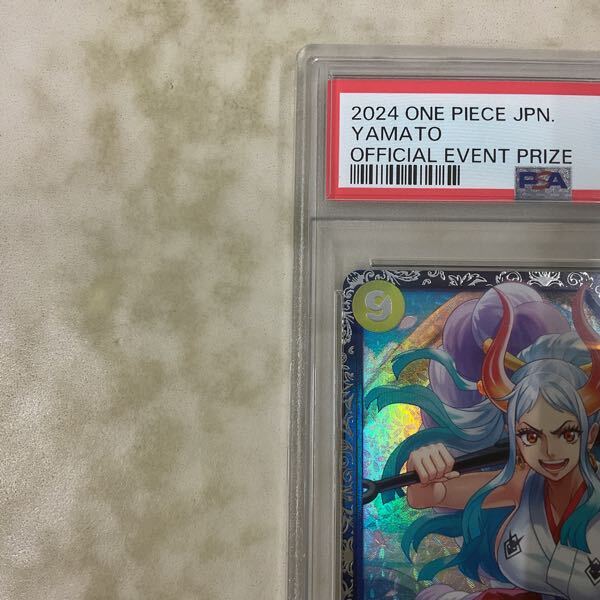 2024 ONE PIECE JPN.
YAMATO
OFFICIAL EVENT PRIZE
PSA
9